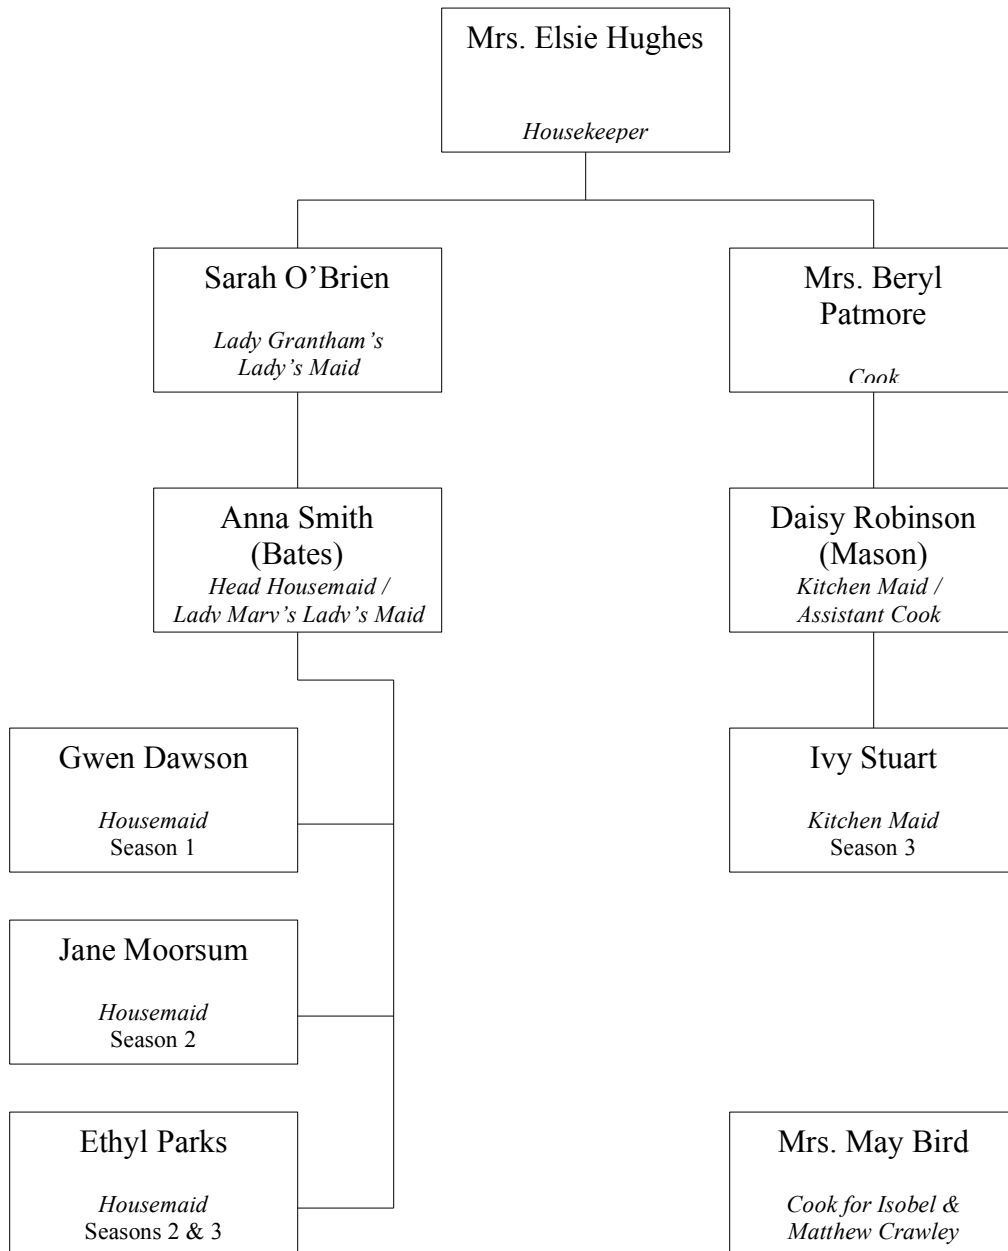 Mrs. Elsie Hughes
Housekeeper
Sarah O’Brien
Lady Grantham’s
Lady’s Maid
Mrs. Beryl
Patmore
Cook
Anna Smith
(Bates)
Head Housemaid /
Lady Mary’s Lady’s Maid
Daisy Robinson
(Mason)
Kitchen Maid /
Assistant Cook
Gwen Dawson
Housemaid
Season 1
Ivy Stuart
Kitchen Maid
Season 3
Jane Moorsum
Housemaid
Season 2
Ethyl Parks
Housemaid
Seasons 2 & 3
Mrs. May Bird
Cook for Isobel &
Matthew Crawley